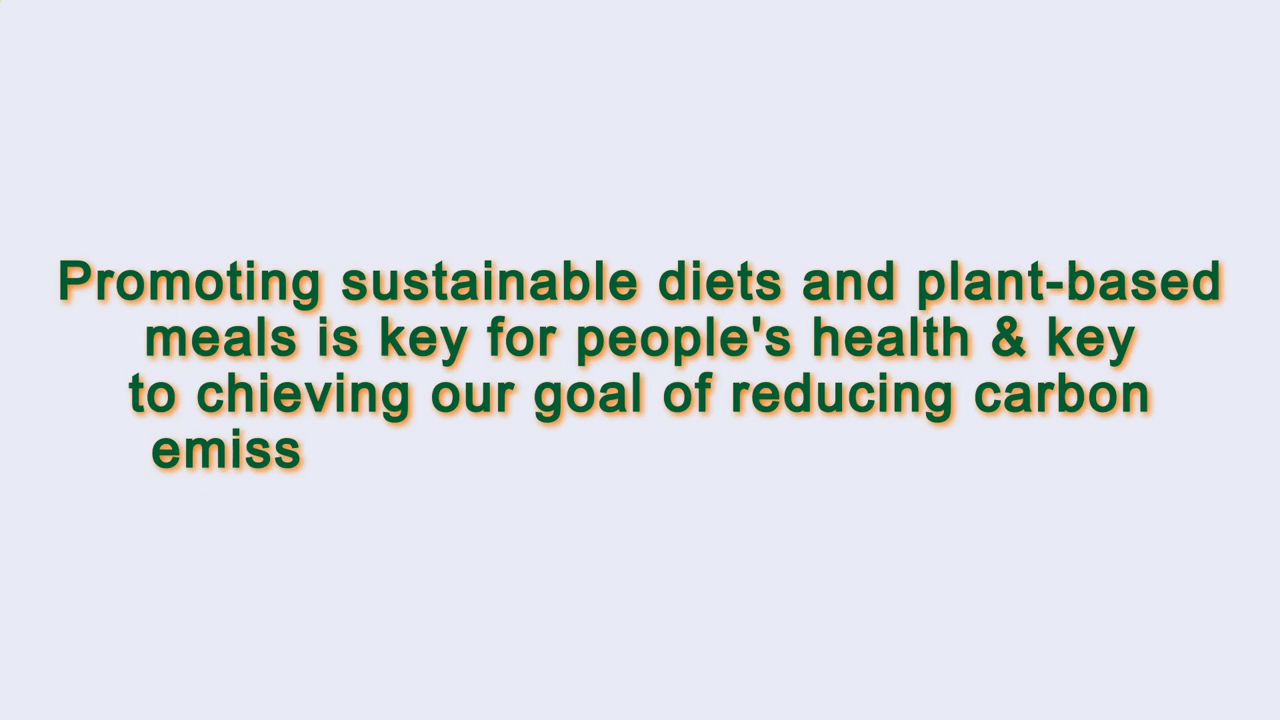 Promoting sustainable diets and plant-based
meals is key for people's health & key
to chieving our goal of reducing carbon
emiss